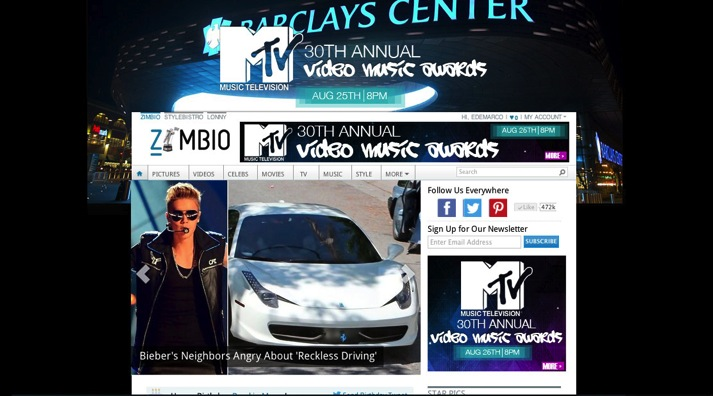 BARCLAYS CENTER
MTV
MUSIC TELEVISION
30TH ANNUAL
video music awards
AUG 25TH | 8PM
BARCLAYS CENTER
ZIMBIO STYLEBISTRO LONNY
HI, EDEMARCO | ♥0 | MY ACCOUNT
ZIMBIO
MTV
MUSIC TELEVISION
30TH ANNUAL
video music awards
AUG 26TH | 8PM
MORE
PICTURES VIDEOS CELEBS MOVIES TV MUSIC STYLE MORE
Search
Follow Us Everywhere
Like 472k
Sign Up for Our Newsletter
Enter Email Address
SUBSCRIBE
MTV
MUSIC TELEVISION
30TH ANNUAL
video music awards
AUG 26TH | 8PM
MORE
Bieber's Neighbors Angry About 'Reckless Driving'
STAR PICS